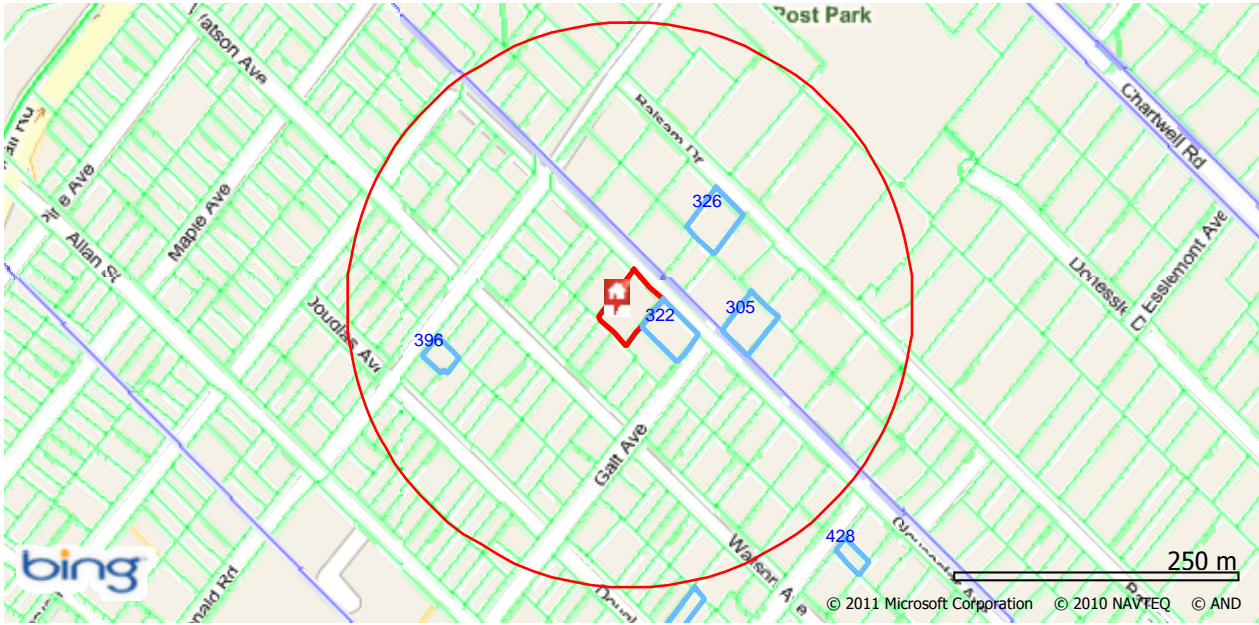 Post Park
Watson Ave
Chartwell Rd
Balsam Dr
Maple Ave
Ave
Allan St
326
Esslemont Ave
Douglas Ave
305
322
396
Galt Ave
428
Watson Ave
250 m
bing
© 2011 Microsoft Corporation © 2010 NAVTEQ © AND